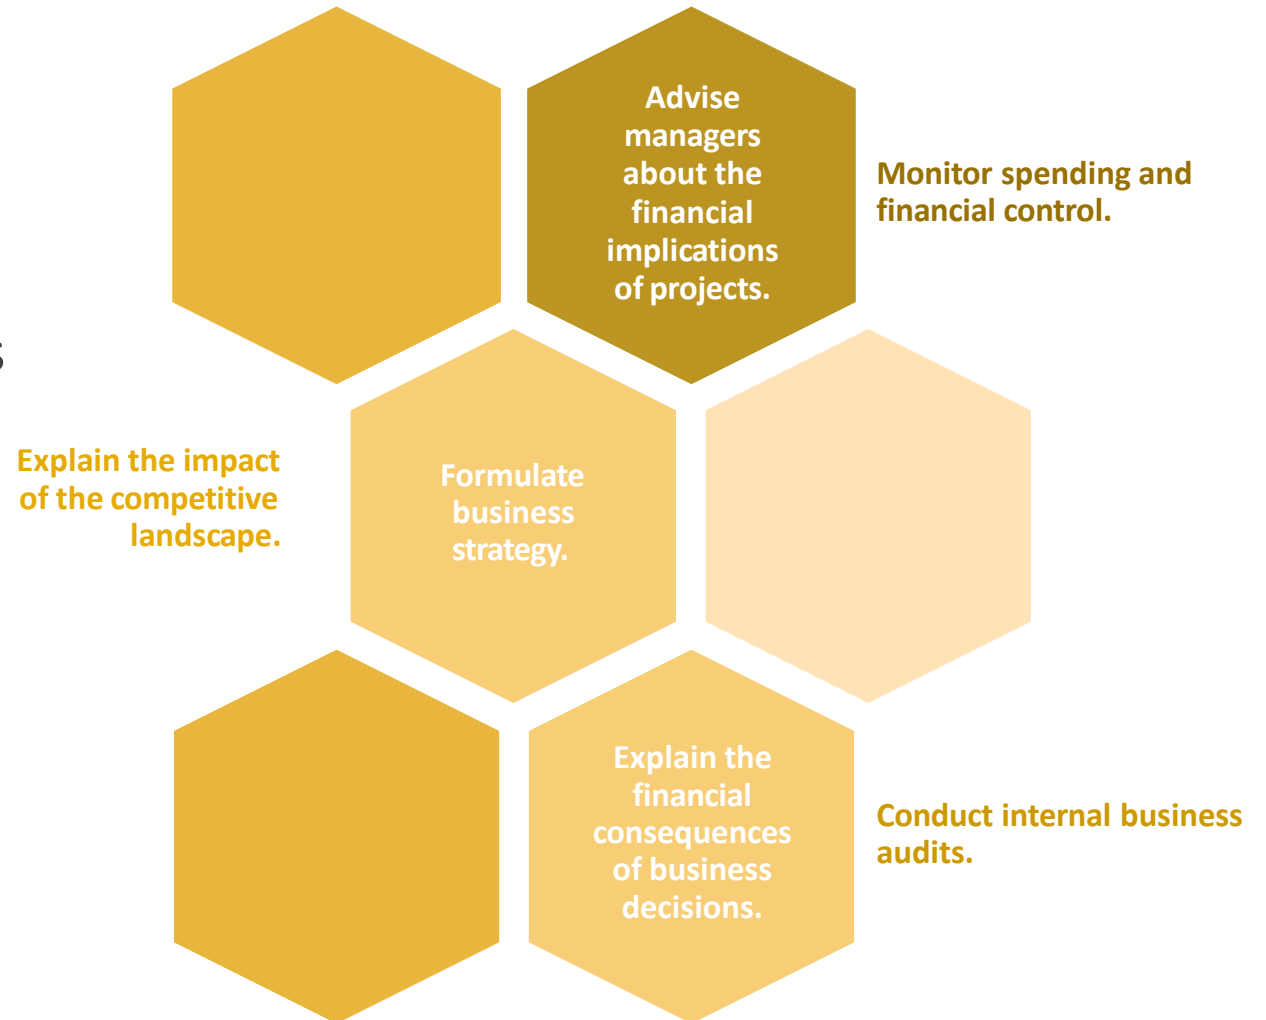 Advise
managers
about the
financial
implications
of projects.
Monitor spending and
financial control.
s
Explain the impact
of the competitive
landscape.
Formulate
business
strategy.
Explain the
financial
consequences
of business
decisions.
Conduct internal business
audits.